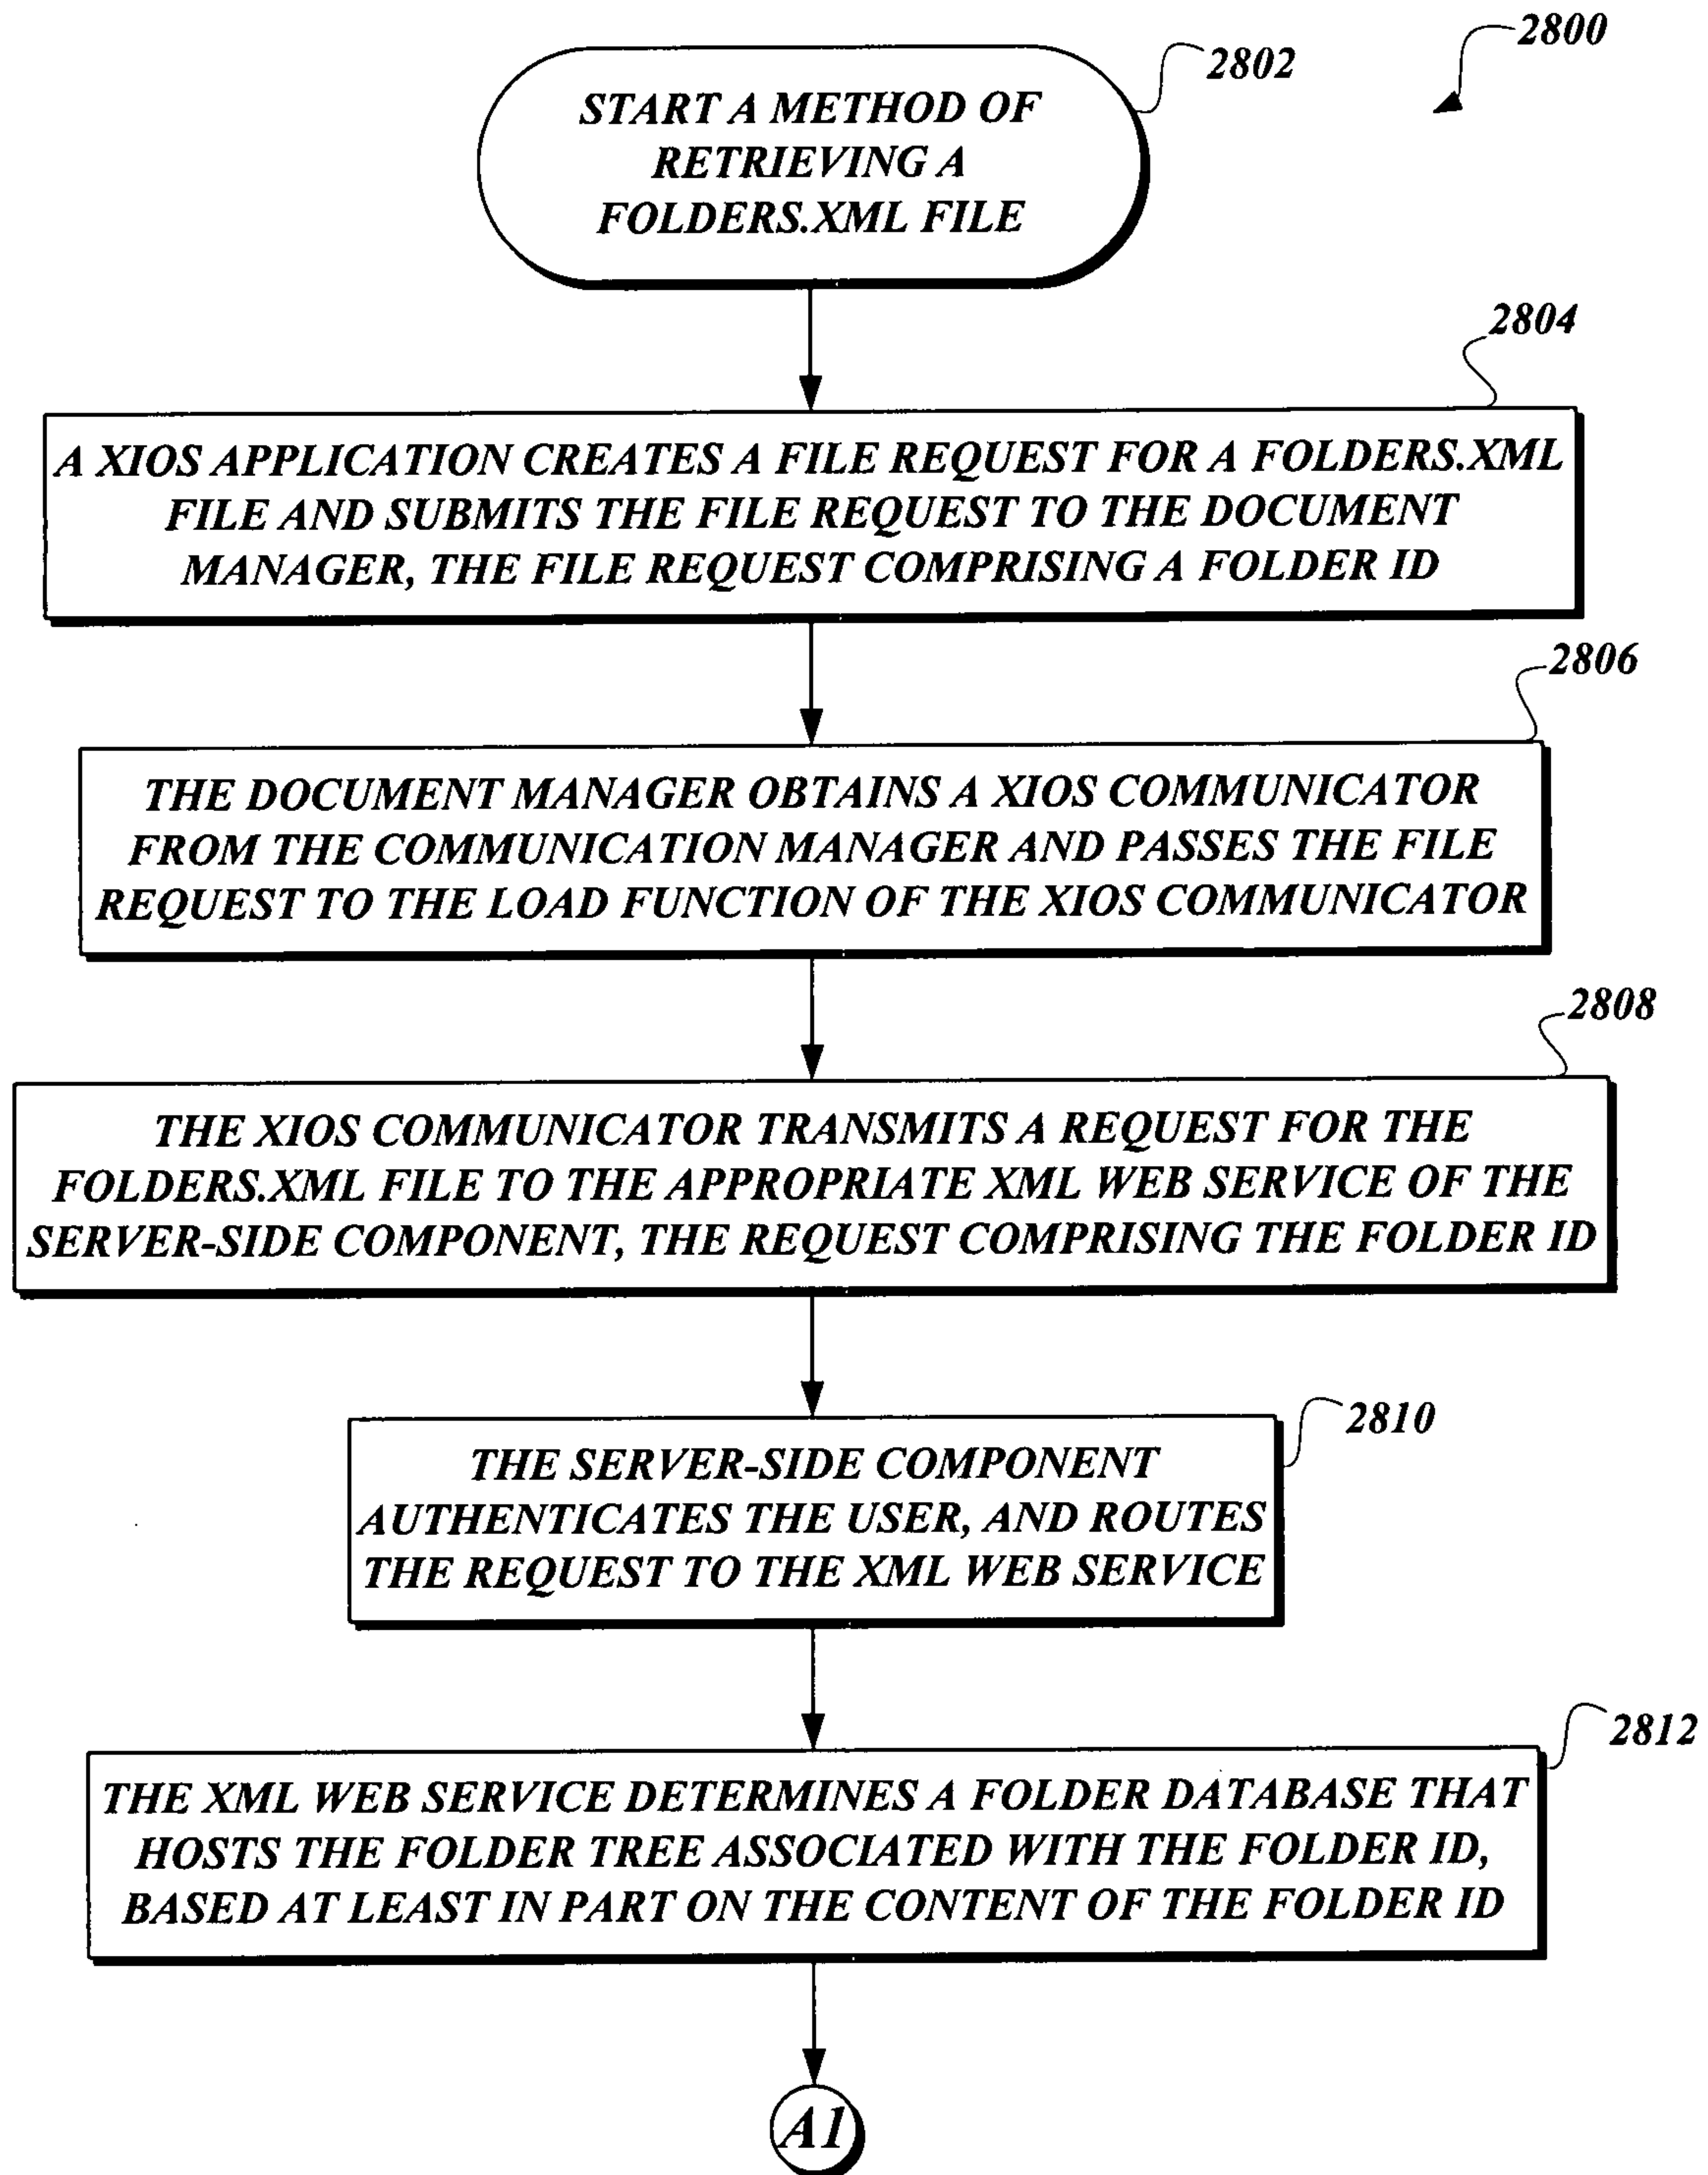 2800
2802
START A METHOD OF
RETRIEVING A
FOLDERS.XML FILE
2804
A XIOS APPLICATION CREATES A FILE REQUEST FOR A FOLDERS.XML
FILE AND SUBMITS THE FILE REQUEST TO THE DOCUMENT
MANAGER, THE FILE REQUEST COMPRISING A FOLDER ID
2806
THE DOCUMENT MANAGER OBTAINS A XIOS COMMUNICATOR
FROM THE COMMUNICATION MANAGER AND PASSES THE FILE
REQUEST TO THE LOAD FUNCTION OF THE XIOS COMMUNICATOR
2808
THE XIOS COMMUNICATOR TRANSMITS A REQUEST FOR THE
FOLDERS.XML FILE TO THE APPROPRIATE XML WEB SERVICE OF THE
SERVER-SIDE COMPONENT, THE REQUEST COMPRISING THE FOLDER ID
2810
THE SERVER-SIDE COMPONENT
AUTHENTICATES THE USER, AND ROUTES
THE REQUEST TO THE XML WEB SERVICE
2812
THE XML WEB SERVICE DETERMINES A FOLDER DATABASE THAT
HOSTS THE FOLDER TREE ASSOCIATED WITH THE FOLDER ID,
BASED AT LEAST IN PART ON THE CONTENT OF THE FOLDER ID
A1